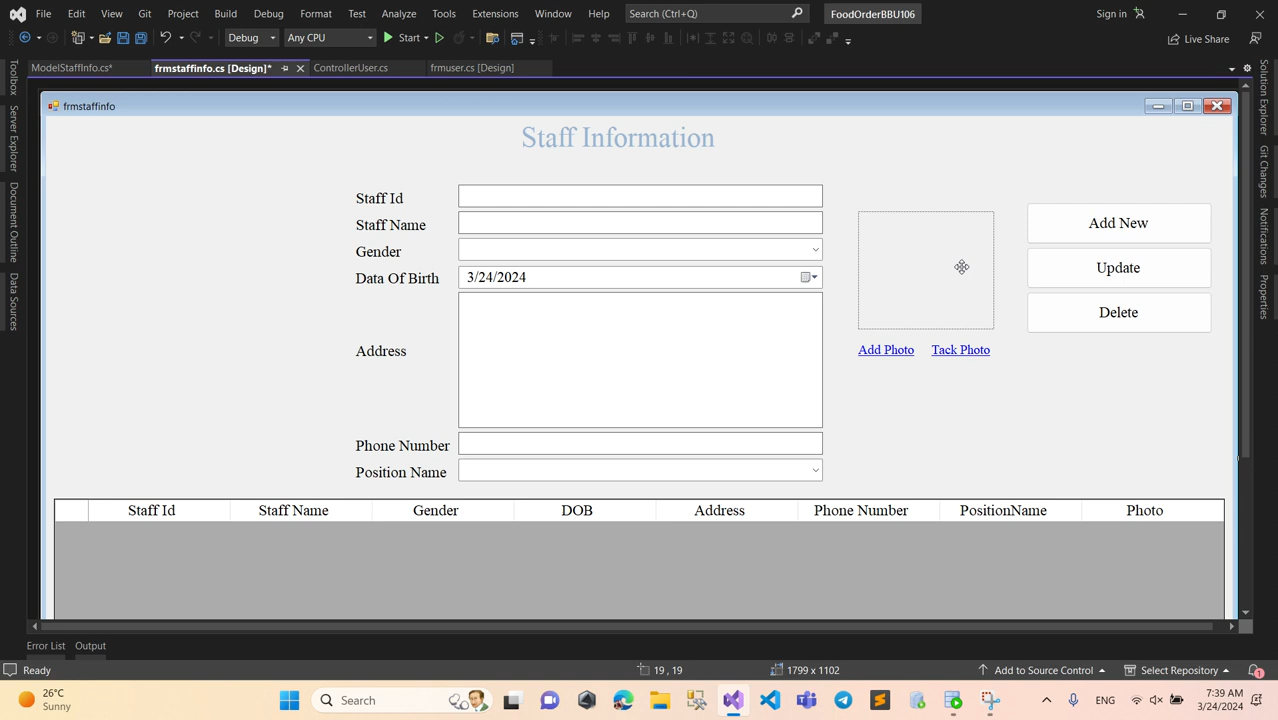 File Edit View Git Project Build Debug Format Test Analyze Tools Extensions Window Help Search (Ctrl+Q) FoodOrderBBU106 Sign in
Debug Any CPU Start Live Share
ModelStaffInfo.cs* frmstaffinfo.cs [Design]* ControllerUser.cs frmuser.cs [Design]
Toolbox
Server Explorer
Document Outline
Data Sources
frmstaffinfo
Staff Information
Staff Id
Staff Name
Gender
Data Of Birth 3/24/2024
Address
Phone Number
Position Name
Add Photo Tack Photo
Add New
Update
Delete
Staff Id Staff Name Gender DOB Address Phone Number PositionName Photo
Solution Explorer
Git Changes
Notifications
Properties
Error List Output
Ready 19 , 19 1799 x 1102 Add to Source Control Select Repository 1
26°C
Sunny
Search
ENG
7:39 AM
3/24/2024